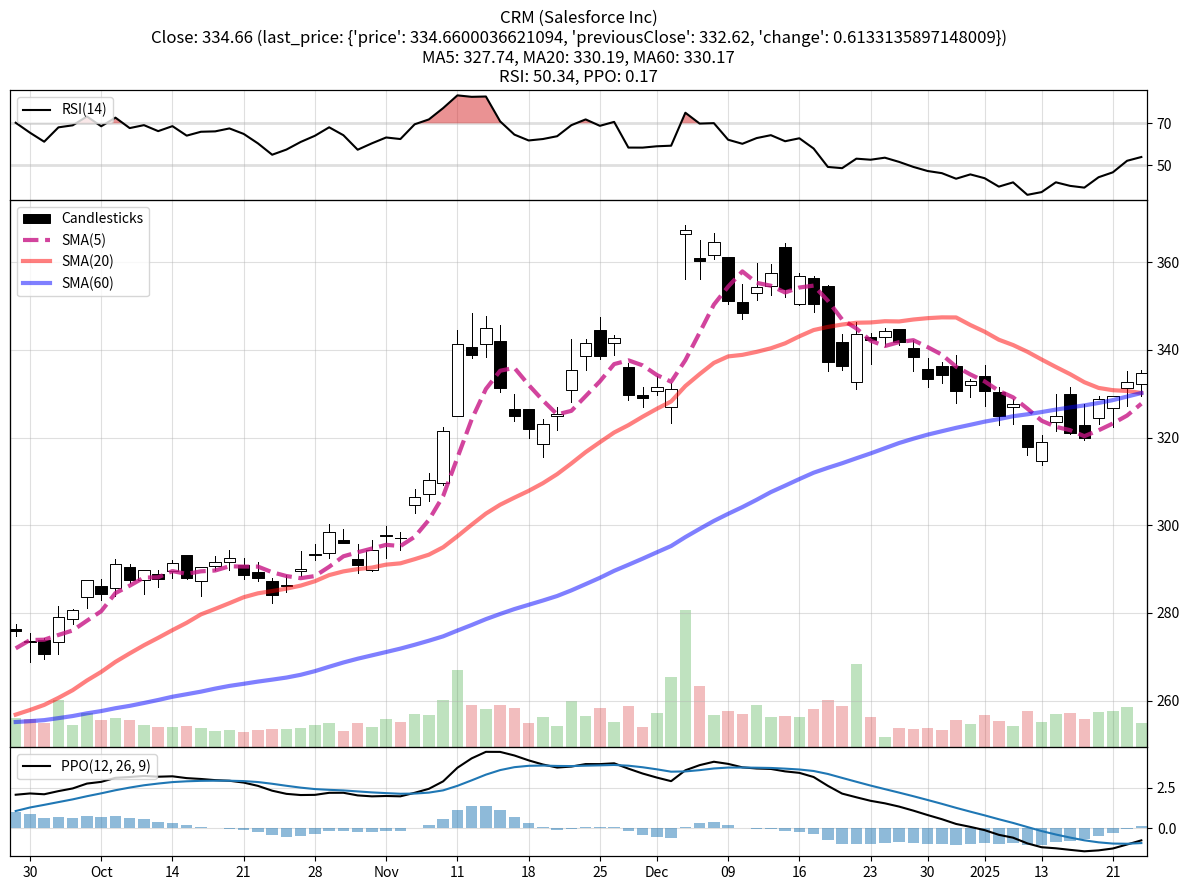 CRM (Salesforce Inc)
Close: 334.66 (last_price: {'price': 334.6600036621094, 'previousClose': 332.62, 'change': 0.6133135897148009})
MA5: 327.74, MA20: 330.19, MA60: 330.17
RSI: 50.34, PPO: 0.17
RSI(14)
70
50
Candlesticks
SMA(5)
SMA(20)
SMA(60)
360
340
320
300
280
260
PPO(12, 26, 9)
2.5
0.0
30 Oct 14 21 28 Nov 11 18 25 Dec 09 16 23 30 2025 13 21